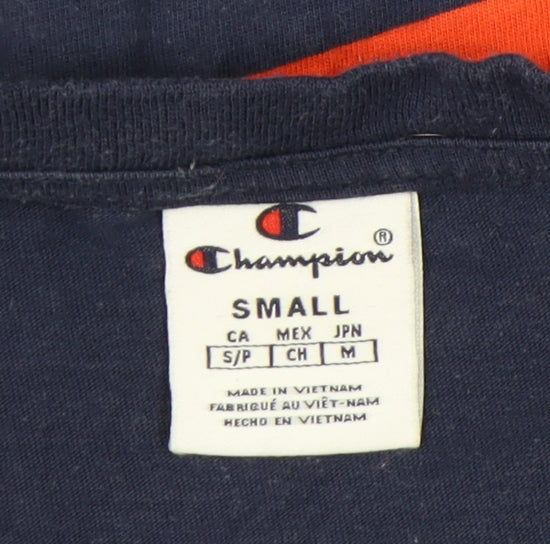 Champion®
SMALL
CA MEX JPN
S/P CH M
MADE IN VIETNAM
FABRIQUÉ AU VIÊT-NAM
HECHO EN VIETNAM